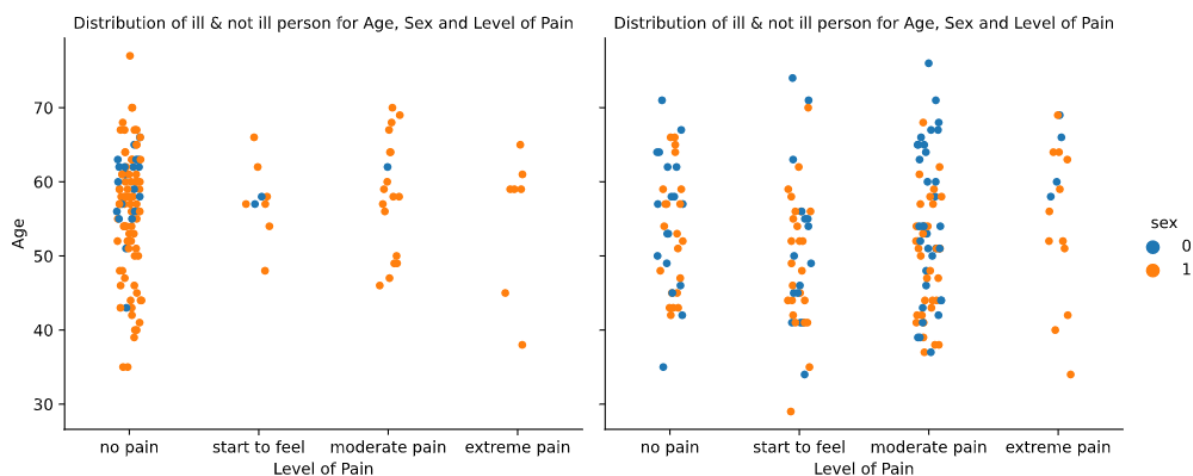 Distribution of ill & not ill person for Age, Sex and Level of Pain
Distribution of ill & not ill person for Age, Sex and Level of Pain
Age
70
60
50
40
30
no pain start to feel moderate pain extreme pain
Level of Pain
no pain start to feel moderate pain extreme pain
Level of Pain
sex
0
1